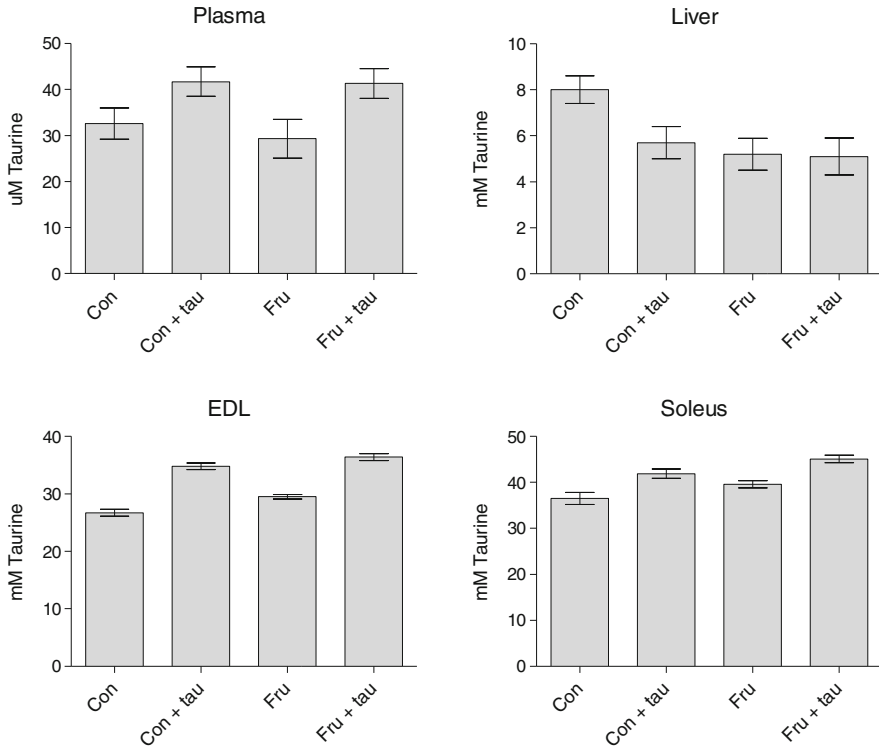 Plasma
50
40
30
20
10
0
uM Taurine
Con
Con + tau
Fru
Fru + tau
Liver
10
8
6
4
2
0
mM Taurine
Con
Con + tau
Fru
Fru + tau
EDL
40
30
20
10
0
mM Taurine
Con
Con + tau
Fru
Fru + tau
Soleus
50
40
30
20
10
0
mM Taurine
Con
Con + tau
Fru
Fru + tau